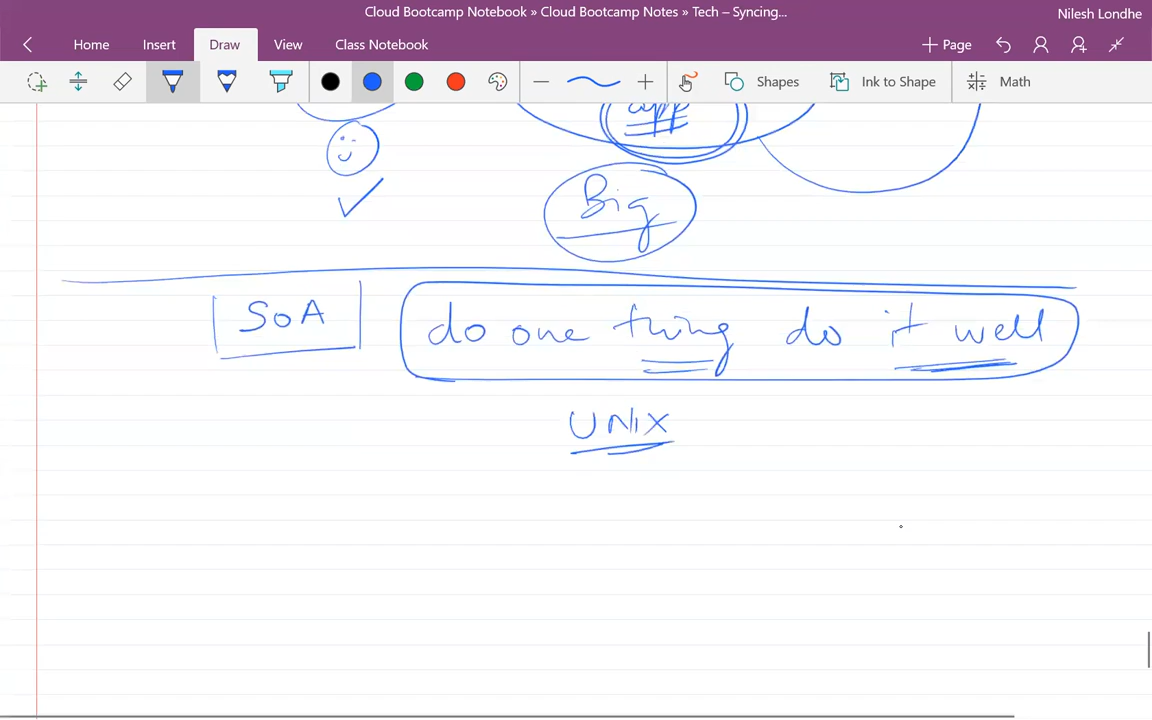 Cloud Bootcamp Notebook » Cloud Bootcamp Notes » Tech – Syncing...
Nilesh Londhe
Home Insert Draw View Class Notebook Page
Shapes Ink to Shape Math
app
Big
SOA do one thing do it well
UNIX